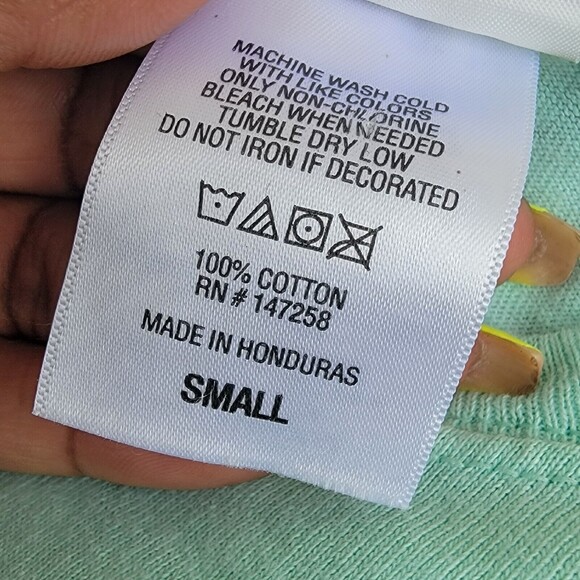 MACHINE WASH COLD
WITH LIKE COLORS
ONLY NON-CHLORINE
BLEACH WHEN NEEDED
TUMBLE DRY LOW
DO NOT IRON IF DECORATED
100% COTTON
RN # 147258
MADE IN HONDURAS
SMALL